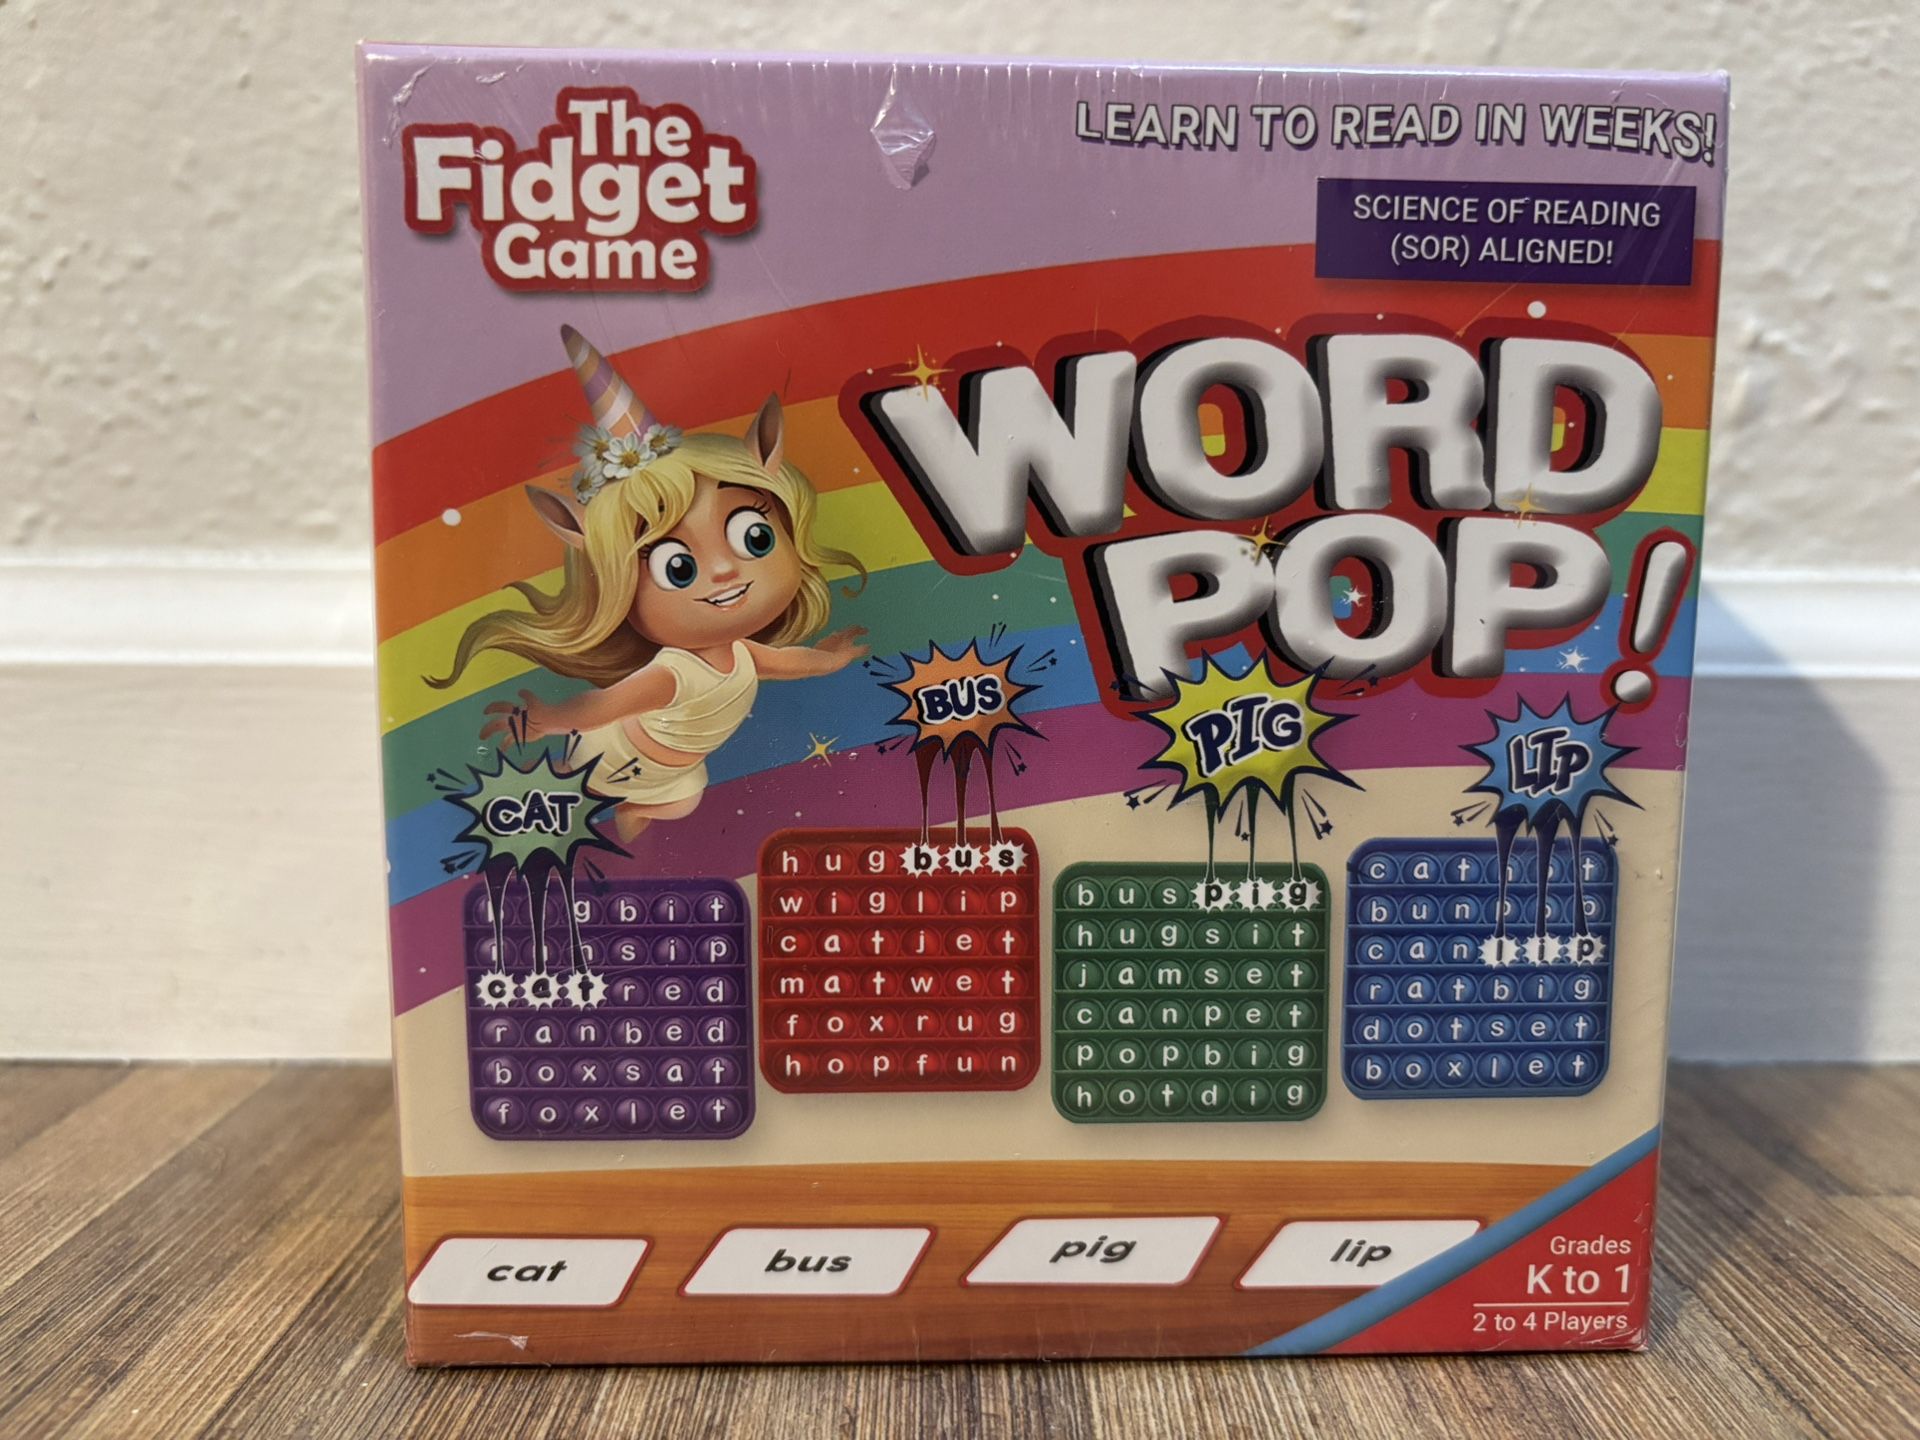 The
Fidget
Game
LEARN TO READ IN WEEKS!
SCIENCE OF READING
(SOR) ALIGNED!
WORD
POP!
CAT
BUS
PIG
LIP
g b i t
s i p
c a t r e d
r a n b e d
b o x s a t
f o x l e t
h u g b u s
w i g l i p
c a t j e t
m a t w e t
f o x r u g
h o p f u n
b u s p i g
h u g s i t
j a m s e t
c a n p e t
p o p b i g
h o t d i g
c a t t
b u n
c a n l i p
r a t b i g
d o t s e t
b o x l e t
cat
bus
pig
lip
Grades
K to 1
2 to 4 Players